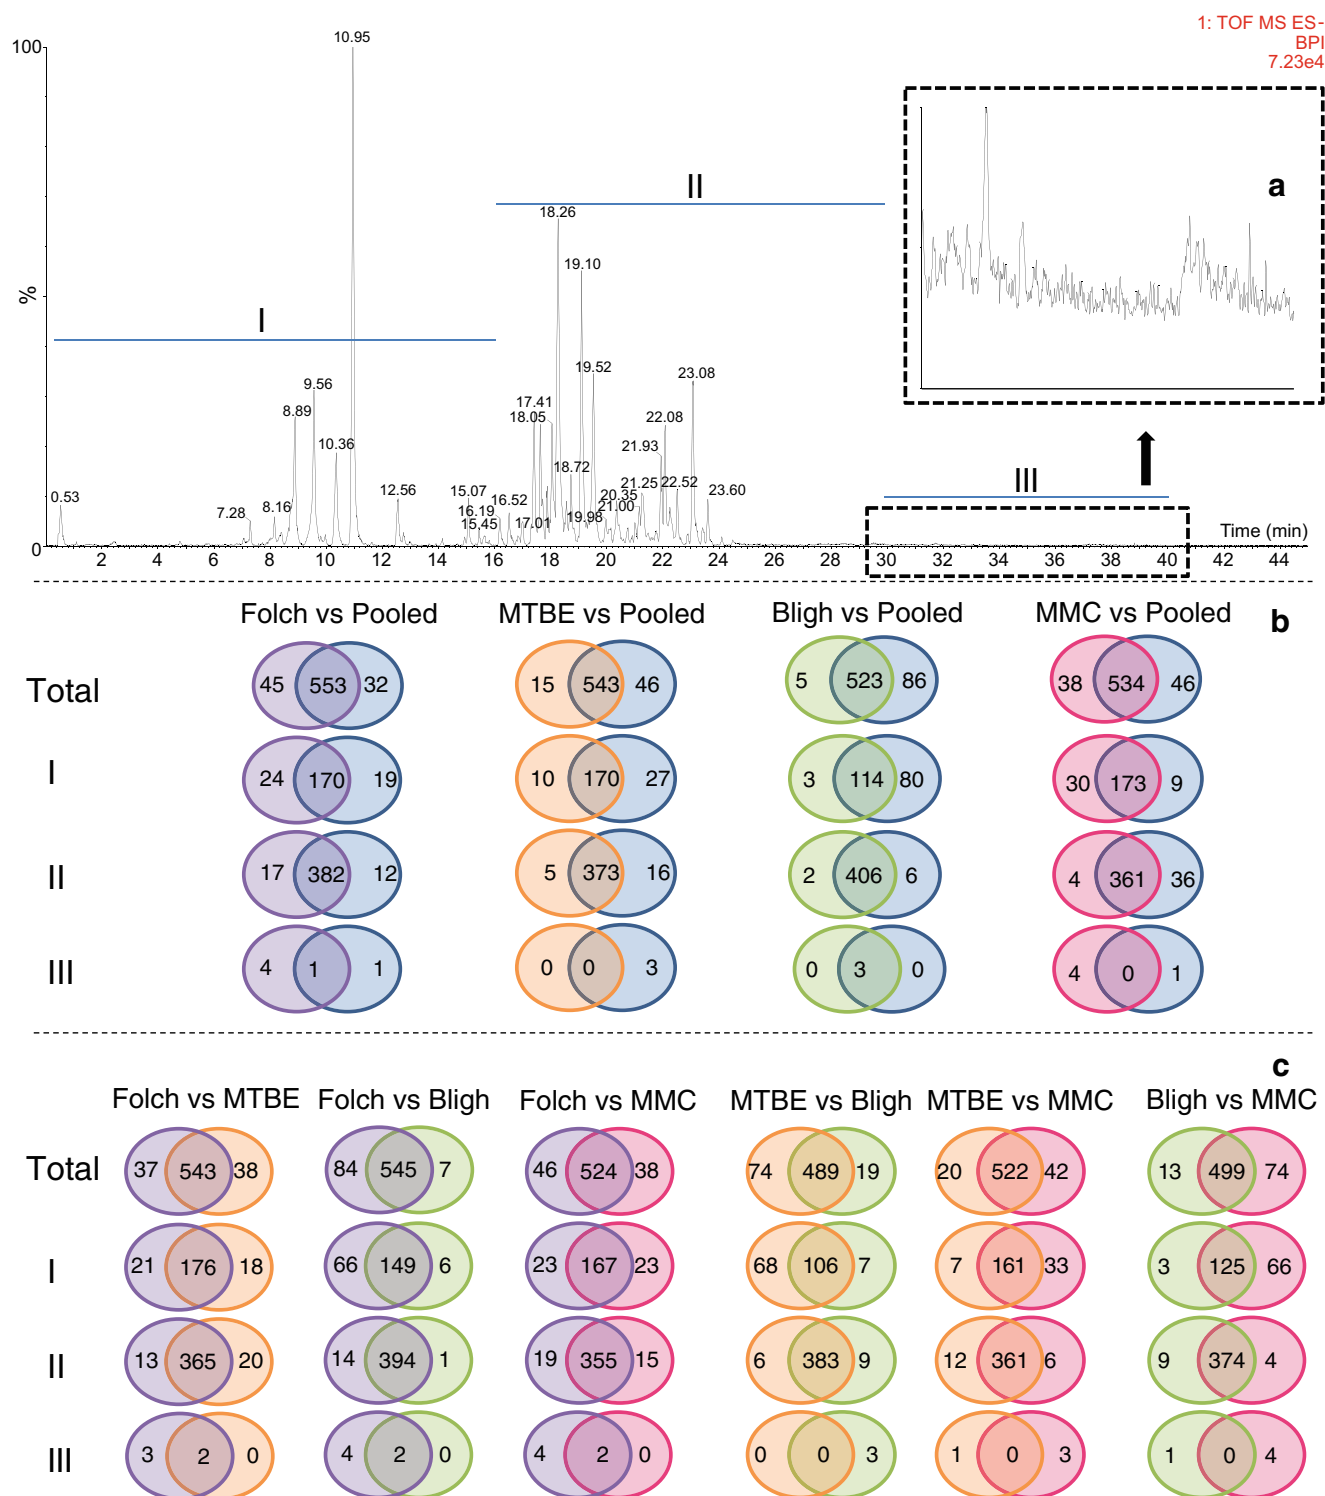 1: TOF MS ES-
BPI
7.23e4
100
%
0
10.95
I
II
III
a
18.26
19.10
19.52
23.08
9.56
8.89
10.36
17.41
18.05
22.08
21.93
18.72
0.53
7.28
8.16
12.56
15.07
16.19
15.45
16.52
17.01
19.98
20.35
21.00
21.25
22.52
23.60
Time (min)
2 4 6 8 10 12 14 16 18 20 22 24 26 28 30 32 34 36 38 40 42 44
b
Folch vs Pooled MTBE vs Pooled Bligh vs Pooled MMC vs Pooled
Total 45 553 32 15 543 46 5 523 86 38 534 46
I 24 170 19 10 170 27 3 114 80 30 173 9
II 17 382 12 5 373 16 2 406 6 4 361 36
III 4 1 1 0 0 3 0 3 0 4 0 1
c
Folch vs MTBE Folch vs Bligh Folch vs MMC MTBE vs Bligh MTBE vs MMC Bligh vs MMC
Total 37 543 38 84 545 7 46 524 38 74 489 19 20 522 42 13 499 74
I 21 176 18 66 149 6 23 167 23 68 106 7 7 161 33 3 125 66
II 13 365 20 14 394 1 19 355 15 6 383 9 12 361 6 9 374 4
III 3 2 0 4 2 0 4 2 0 0 0 3 1 0 3 1 0 4